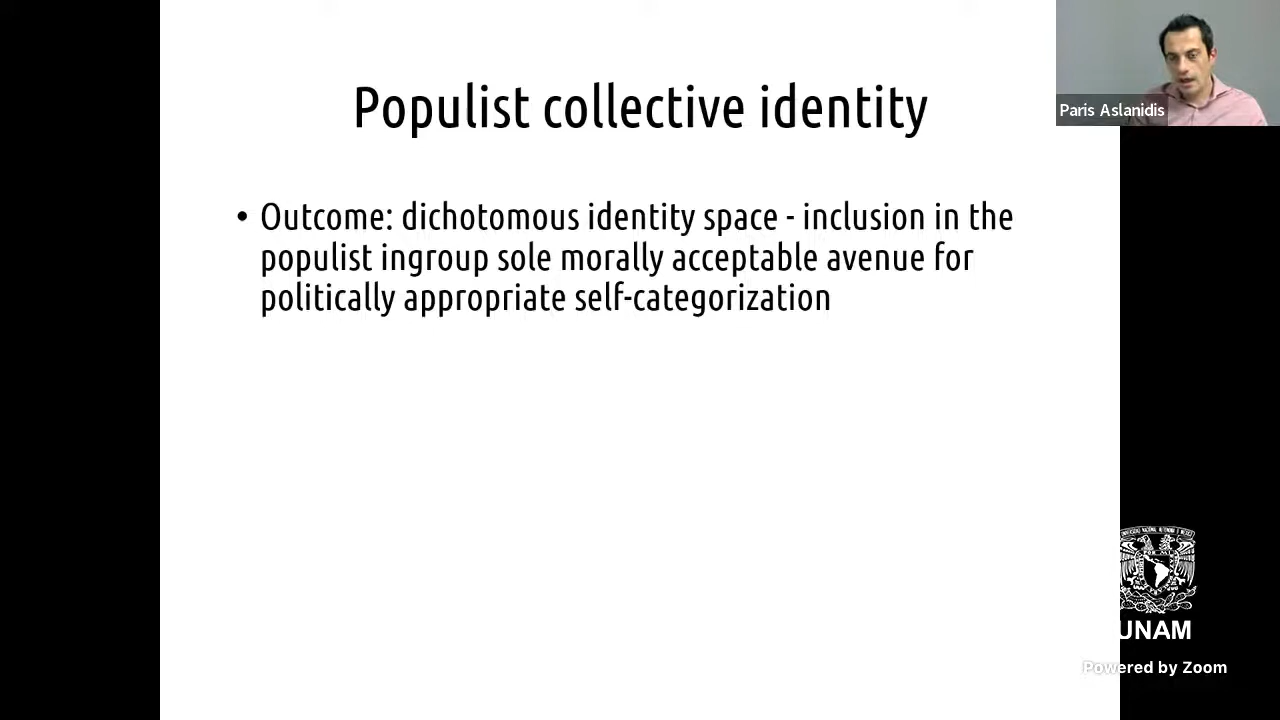 Populist collective identity
Paris Aslanidis
• Outcome: dichotomous identity space - inclusion in the
populist ingroup sole morally acceptable avenue for
politically appropriate self-categorization
UNAM
Powered by Zoom